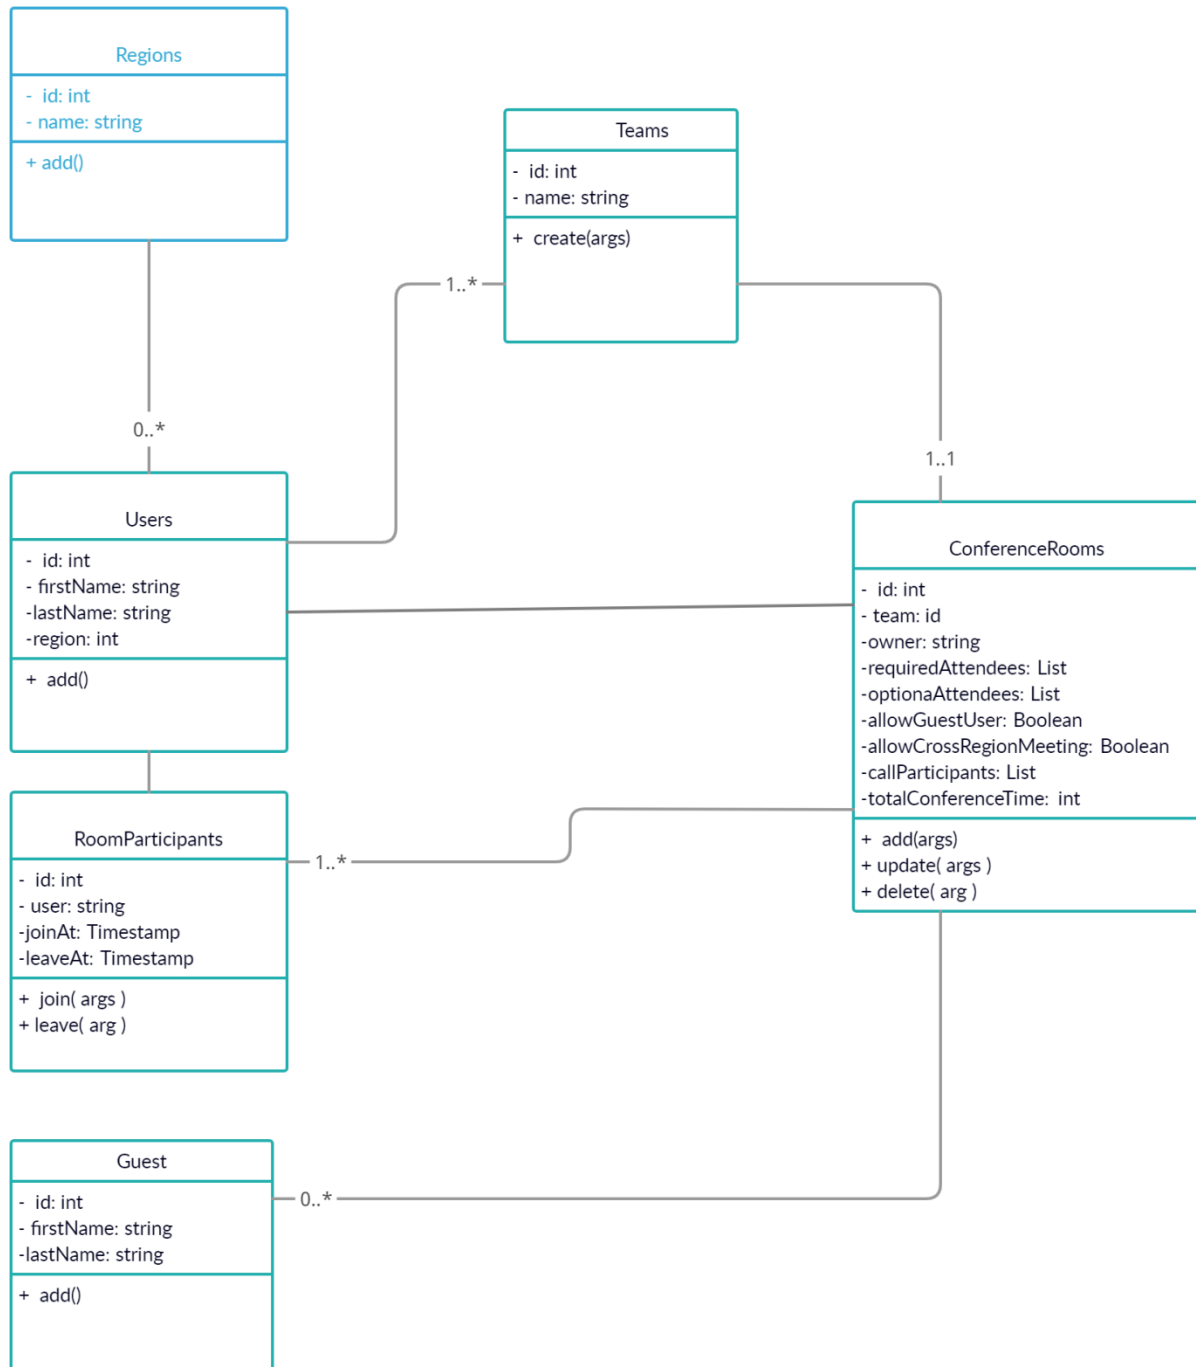 Regions
- id: int
- name: string
+ add()
Teams
- id: int
- name: string
+ create(args)
1..*
0..*
1..1
Users
- id: int
- firstName: string
-lastName: string
-region: int
+ add()
ConferenceRooms
- id: int
- team: id
-owner: string
-requiredAttendees: List
-optionaAttendees: List
-allowGuestUser: Boolean
-allowCrossRegionMeeting: Boolean
-callParticipants: List
-totalConferenceTime: int
+ add(args)
+ update( args )
+ delete( arg )
RoomParticipants
- id: int
- user: string
-joinAt: Timestamp
-leaveAt: Timestamp
+ join( args )
+ leave( arg )
1..*
Guest
- id: int
- firstName: string
-lastName: string
+ add()
0..*